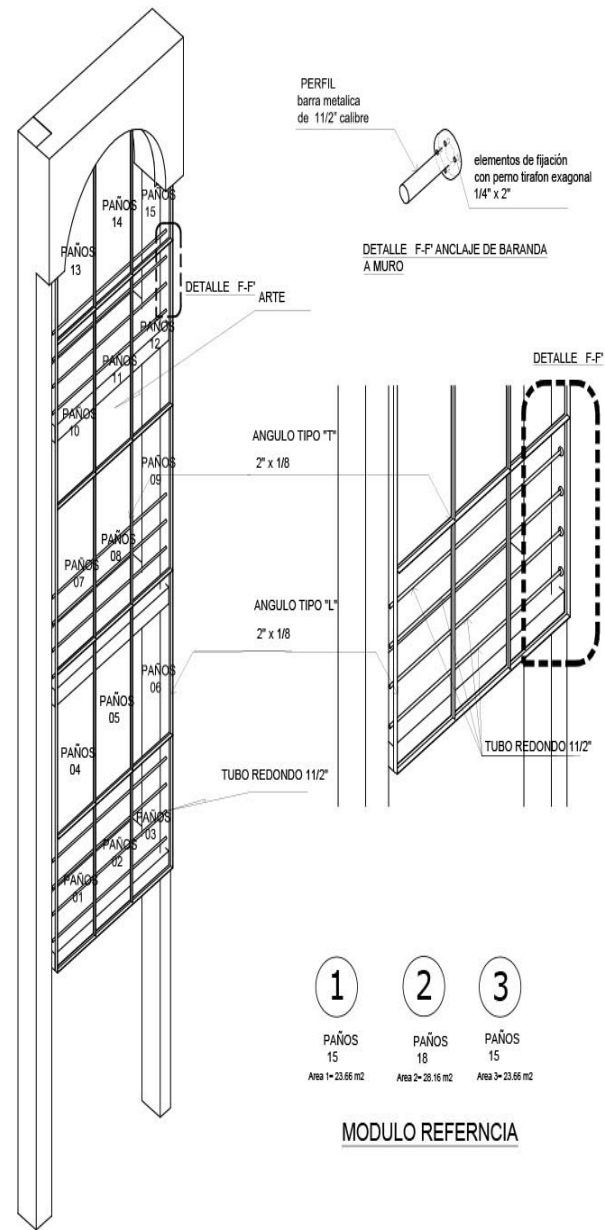 PERFIL
barra metalica
de 11/2" calibre
elementos de fijación
con perno tirafon exagonal
1/4" x 2"
DETALLE F-F' ANCLAJE DE BARANDA
A MURO
PAÑOS
15
PAÑOS
14
PAÑOS
13
DETALLE F-F'
ARTE
PAÑOS
12
PAÑOS
11
PAÑOS
10
DETALLE F-F'
ANGULO TIPO "T"
2" x 1/8
PAÑOS
09
PAÑOS
08
PAÑOS
07
ANGULO TIPO "L"
2" x 1/8
PAÑOS
06
PAÑOS
05
PAÑOS
04
TUBO REDONDO 11/2"
TUBO REDONDO 11/2"
PAÑOS
03
PAÑOS
02
PAÑOS
01
1
PAÑOS
15
Area 1= 23.66 m2
2
PAÑOS
18
Area 2= 28.16 m2
3
PAÑOS
15
Area 3= 23.66 m2
MODULO REFERNCIA